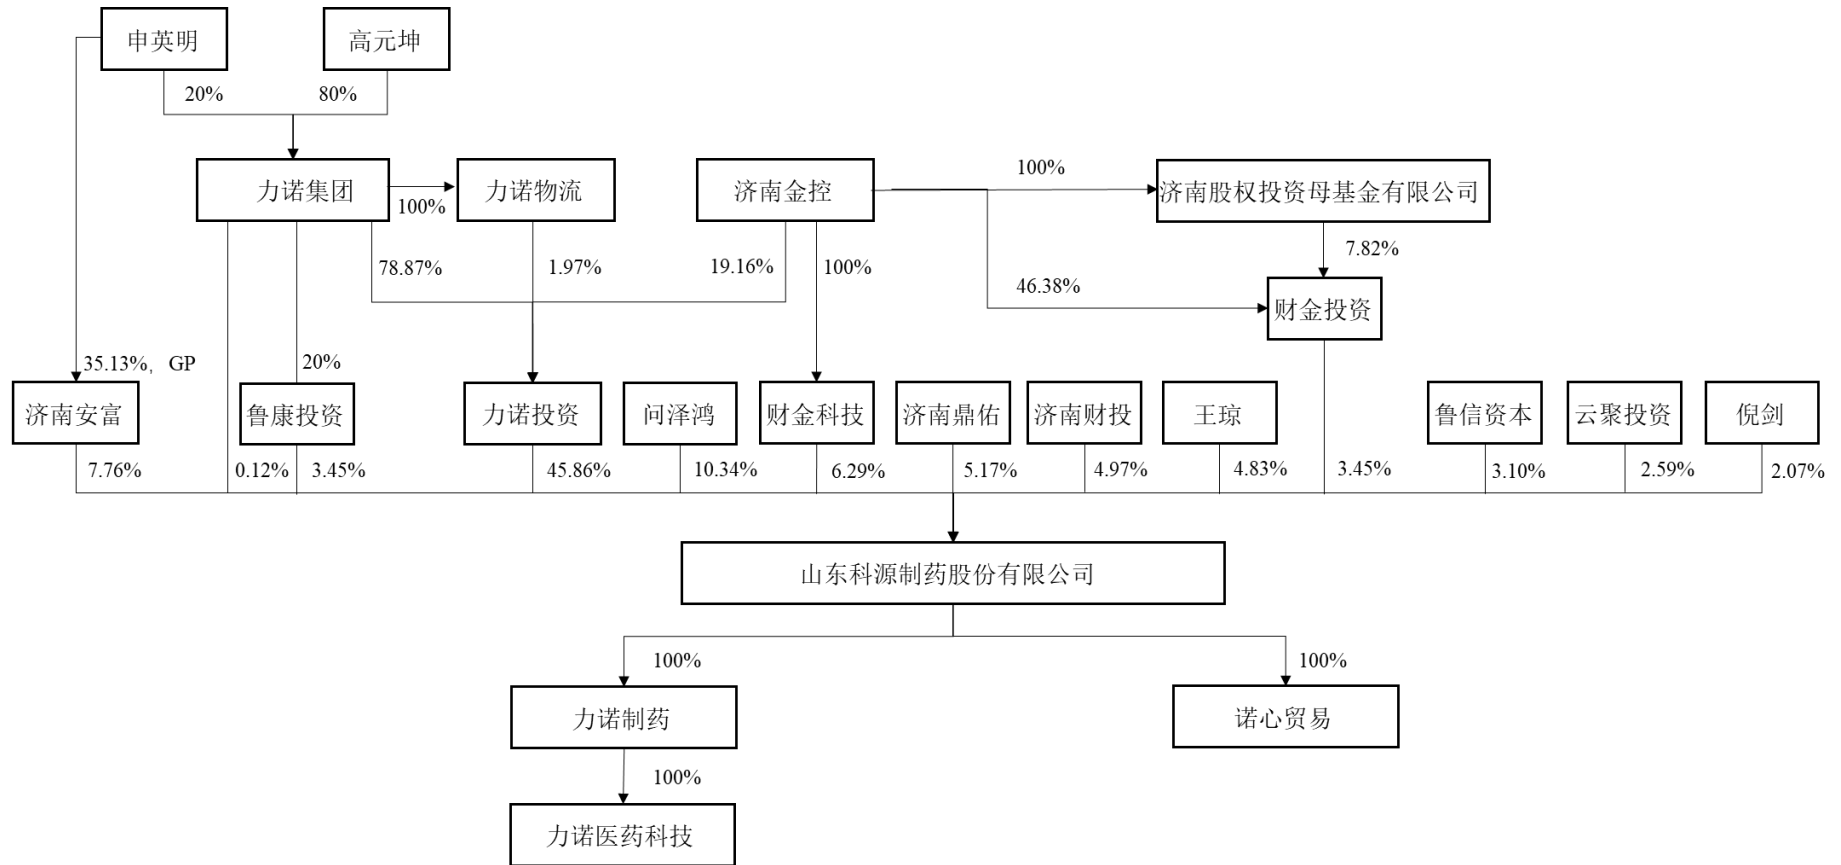 申英明
高元坤
20%
80%
力诺集团
100%
力诺物流
济南金控
100%
济南股权投资母基金有限公司
78.87%
1.97%
19.16%
100%
46.38%
7.82%
财金投资
35.13%, GP
20%
济南安富
鲁康投资
力诺投资
问泽鸿
财金科技
济南鼎佑
济南财投
王琼
鲁信资本
云聚投资
倪剑
7.76%
0.12%
3.45%
45.86%
10.34%
6.29%
5.17%
4.97%
4.83%
3.45%
3.10%
2.59%
2.07%
山东科源制药股份有限公司
100%
100%
力诺制药
诺心贸易
100%
力诺医药科技